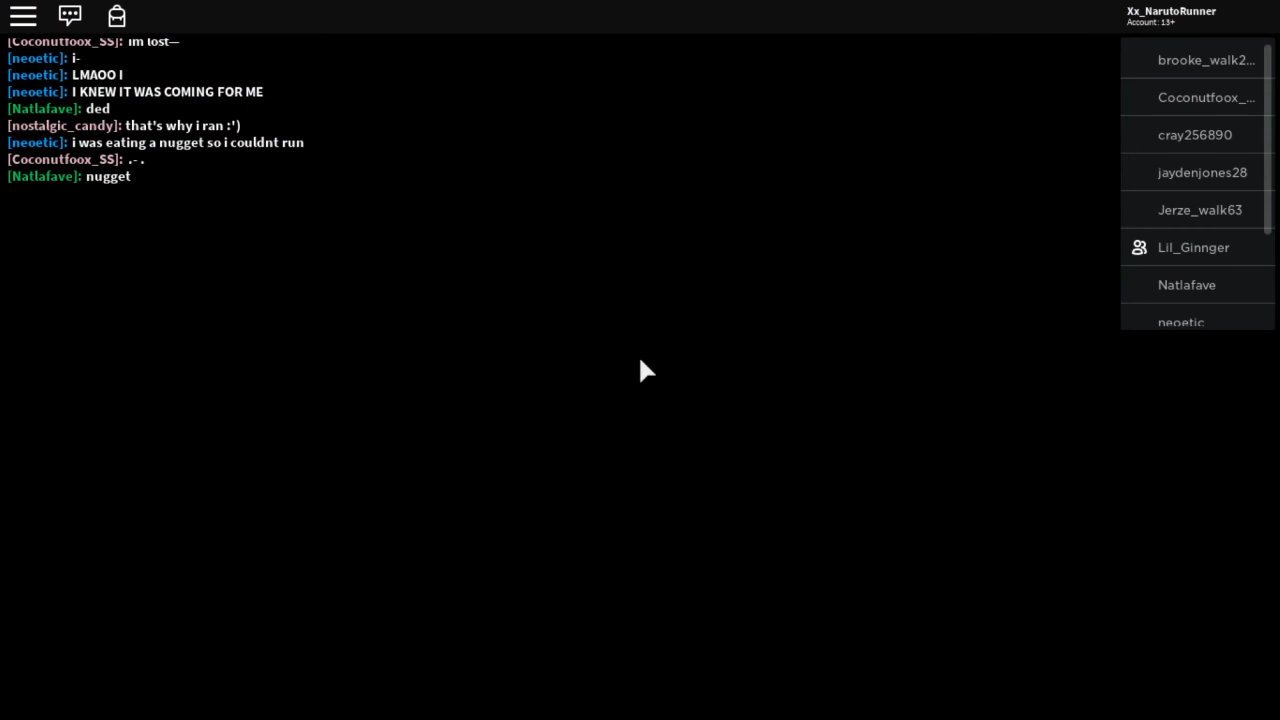 Xx_NarutoRunner
Account: 13+
[Coconutfoox_SS]: im lost—
[neoetic]: i-
[neoetic]: LMAOO I
[neoetic]: I KNEW IT WAS COMING FOR ME
[Natlafave]: ded
[nostalgic_candy]: that's why i ran :')
[neoetic]: i was eating a nugget so i couldnt run
[Coconutfoox_SS]: .- .
[Natlafave]: nugget
brooke_walk2...
Coconutfoox_...
cray256890
jaydenjones28
Jerze_walk63
Lil_Ginnger
Natlafave
neoetic